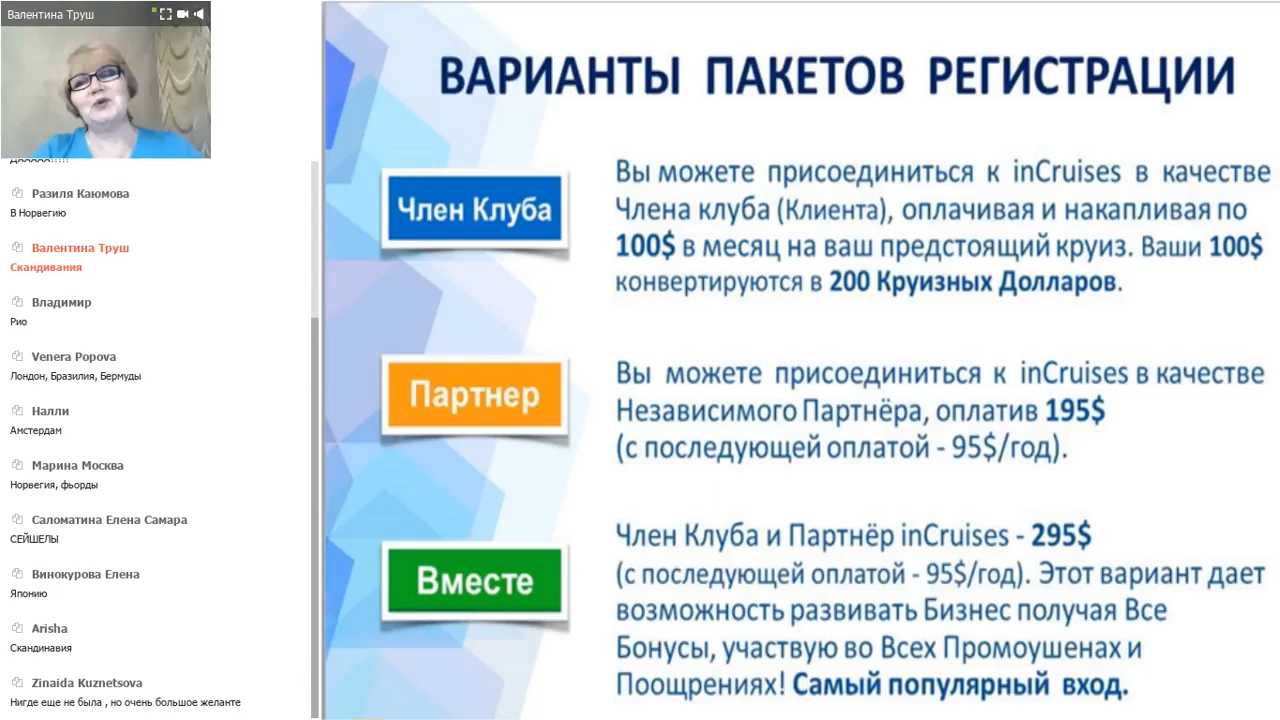 Валентина Труш
ДААААА!!!!!
Разиля Каюмова
В Норвегию
Валентина Труш
Скандивания
Владимир
Рио
Venera Popova
Лондон, Бразилия, Бермуды
Налли
Амстердам
Марина Москва
Норвегия, фьорды
Саломатина Елена Самара
СЕЙШЕЛЫ
Винокурова Елена
Японию
Arisha
Скандинавия
Zinaida Kuznetsova
Нигде еще не была , но очень большое желанте
ВАРИАНТЫ ПАКЕТОВ РЕГИСТРАЦИИ
Член Клуба
Вы можете присоединиться к inCruises в качестве
Члена клуба (Клиента), оплачивая и накапливая по
100$ в месяц на ваш предстоящий круиз. Ваши 100$
конвертируются в 200 Круизных Долларов.
Партнер
Вы можете присоединиться к inCruises в качестве
Независимого Партнёра, оплатив 195$
(с последующей оплатой - 95$/год).
Вместе
Член Клуба и Партнёр inCruises - 295$
(с последующей оплатой - 95$/год). Этот вариант дает
возможность развивать Бизнес получая Все
Бонусы, участвую во Всех Промоушенах и
Поощрениях! Самый популярный вход.